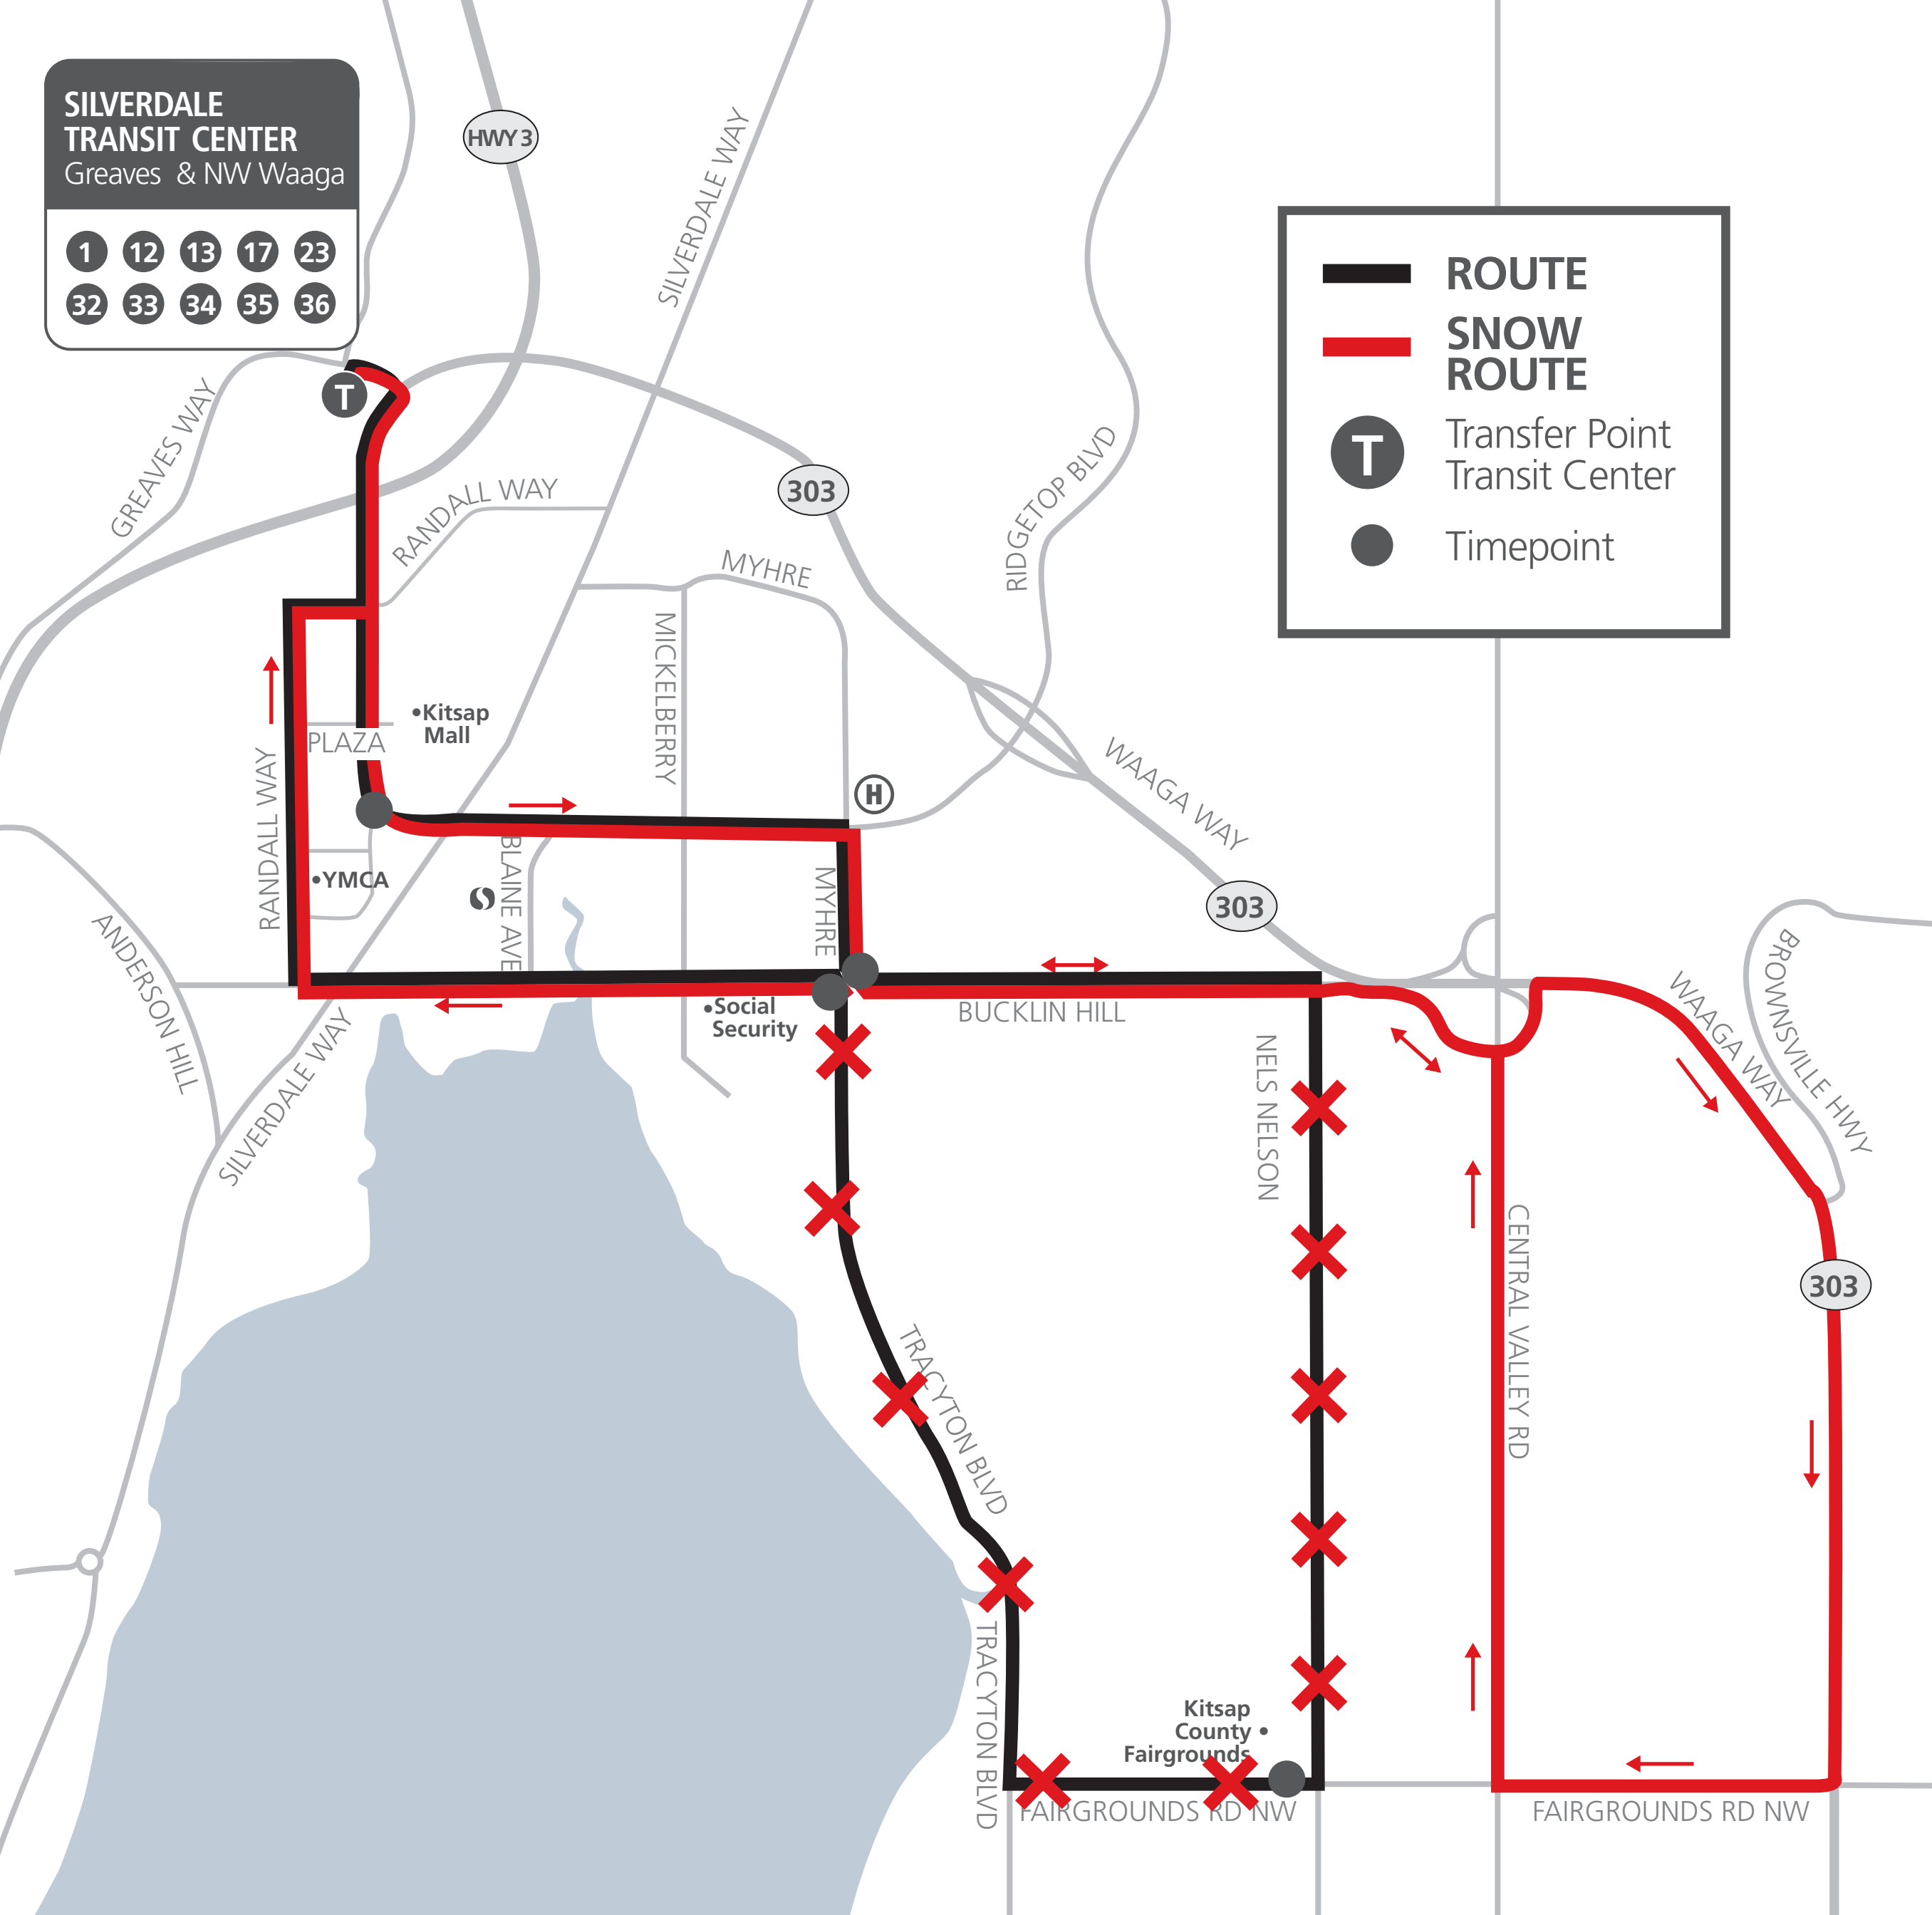 SILVERDALE
TRANSIT CENTER
Greaves & NW Waaga
1 12 13 17 23
32 33 34 35 36
HWY 3
SILVERDALE WAY
ROUTE
SNOW
ROUTE
T
Transfer Point
Transit Center
Timepoint
T
GREAVES WAY
RANDALL WAY
303
RIDGETOP BLVD
MYHRE
MICKELBERRY
Kitsap
Mall
PLAZA
RANDALL WAY
H
WAAGA WAY
YMCA
BLAINE AVE
MYHRE
303
ANDERSON HILL
SILVERDALE WAY
Social
Security
BUCKLIN HILL
NELS NELSON
WAAGA WAY
BROWNSVILLE HWY
CENTRAL VALLEY RD
303
TRACYTON BLVD
TRACYTON BLVD
Kitsap
County
Fairgrounds
FAIRGROUNDS RD NW
FAIRGROUNDS RD NW